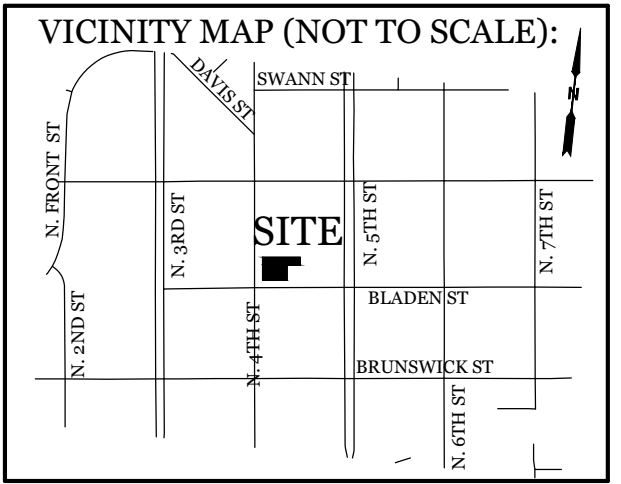 VICINITY MAP (NOT TO SCALE):
DAVIS ST
SWANN ST
N
N. FRONT ST
N. 3RD ST
SITE
N. 5TH ST
N. 7TH ST
N. 2ND ST
N. 4TH ST
BLADEN ST
BRUNSWICK ST
N. 6TH ST